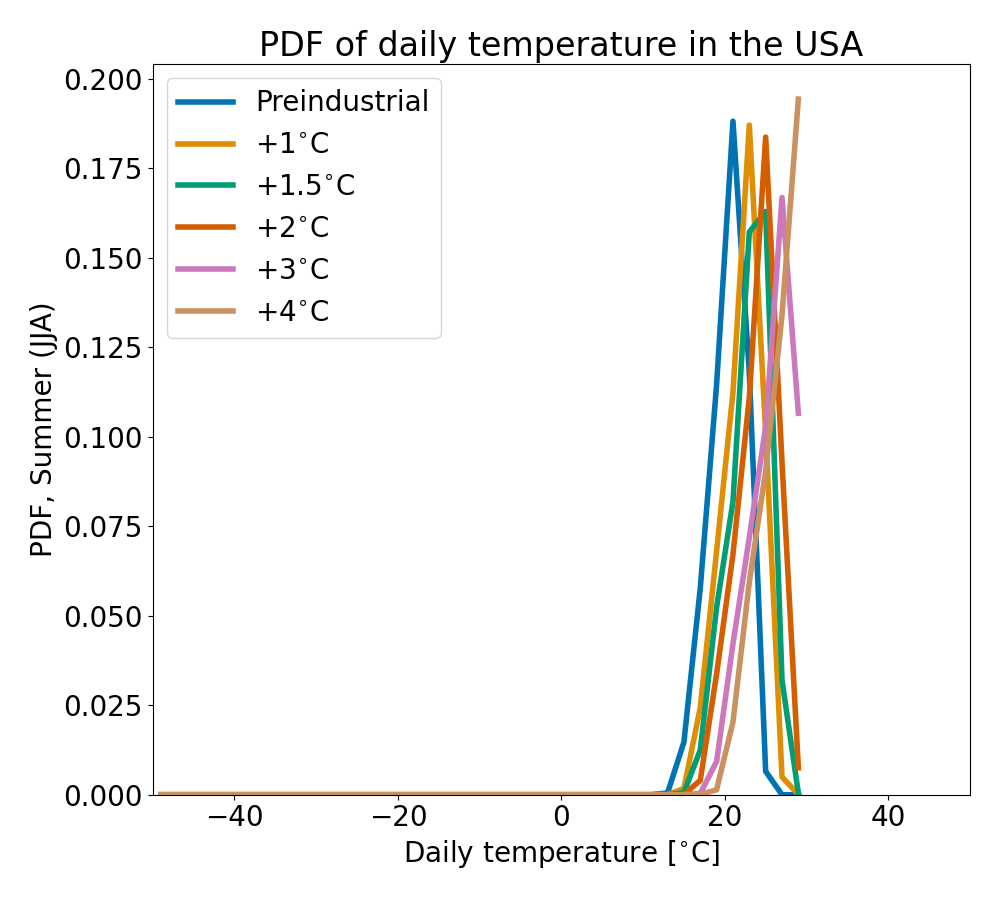 PDF of daily temperature in the USA
PDF, Summer (JJA)
0.200
0.175
0.150
0.125
0.100
0.075
0.050
0.025
0.000
Preindustrial
+1°C
+1.5°C
+2°C
+3°C
+4°C
−40
−20
0
20
40
Daily temperature [°C]